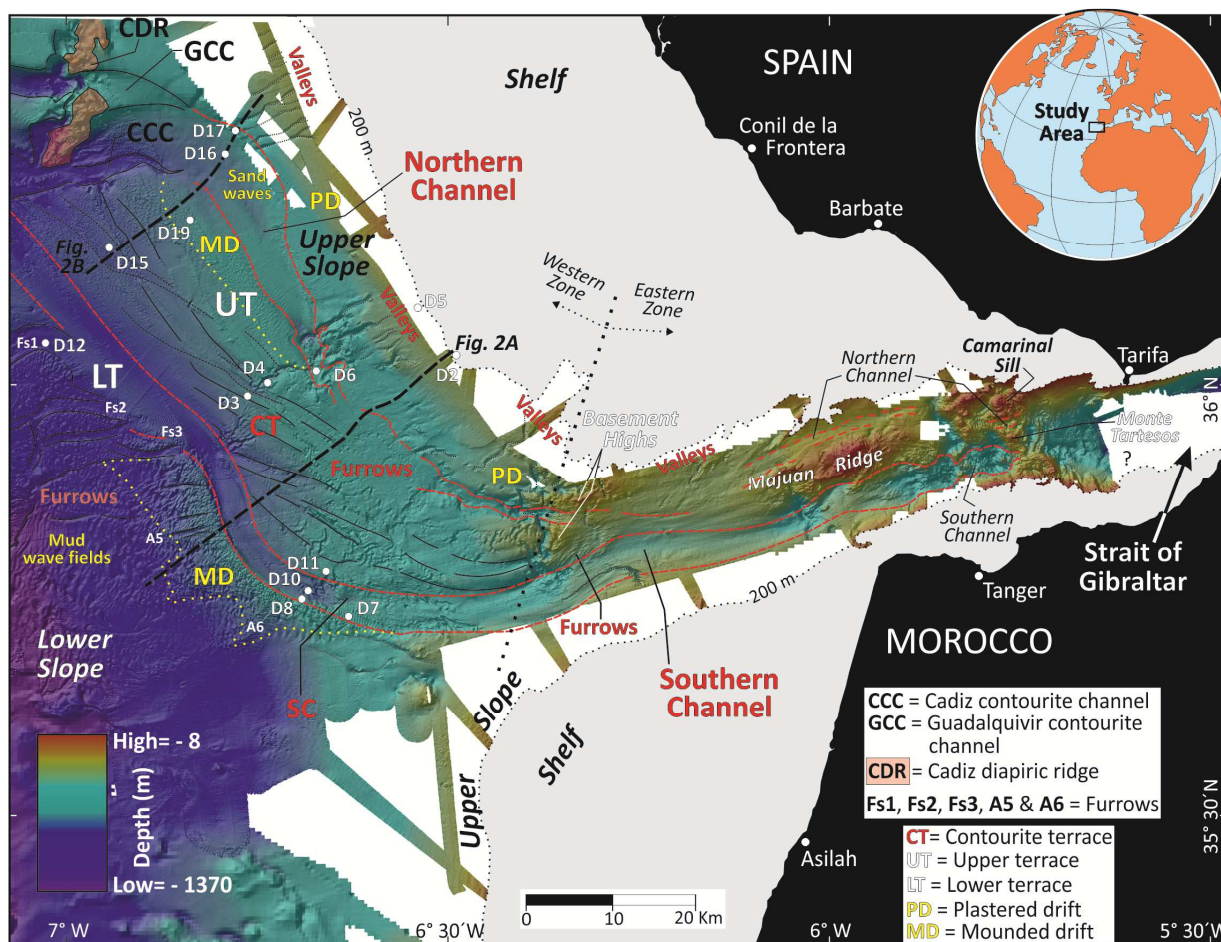 CDR
GCC
Valleys
Shelf
200 m
SPAIN
Study
Area
Conil de la
Frontera
CCC
D17
D16
Sand
waves
PD
Northern
Channel
Barbate
D19
MD
Upper
Slope
Fig.
2B
D15
UT
Western
Zone
Eastern
Zone
Valleys
D5
Fig. 2A
Fs1
D12
LT
D4
D6
D2
D3
Northern
Channel
Camarinal
Sill
Tarifa
36°N
Fs2
Fs3
CT
Valleys
Basement
Highs
Valleys
Monte
Tartesos
?
Furrows
PD
Majuan Ridge
Furrows
Mud
wave fields
A5
MD
D11
D10
D8
D7
A6
Southern
Channel
Strait of
Gibraltar
Tanger
200 m
Furrows
Lower
Slope
SC
Southern
Channel
MOROCCO
Upper
Slope
Shelf
High= - 8
Depth (m)
Low= - 1370
CCC = Cadiz contourite channel
GCC = Guadalquivir contourite
channel
CDR = Cadiz diapiric ridge
Fs1, Fs2, Fs3, A5 & A6 = Furrows
CT= Contourite terrace
UT = Upper terrace
LT = Lower terrace
PD = Plastered drift
MD = Mounded drift
35° 30´N
Asilah
0 10 20 Km
7° W
6° 30´W
6° W
5° 30´W